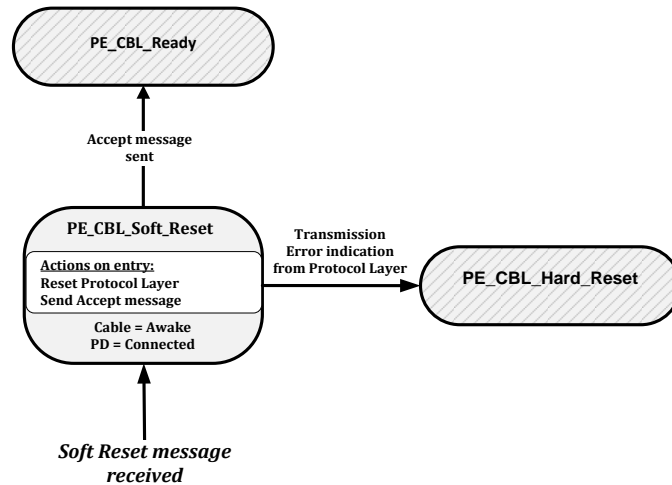 PE_CBL_Ready
Accept message
sent
PE_CBL_Soft_Reset
Actions on entry:
Reset Protocol Layer
Send Accept message
Cable = Awake
PD = Connected
Transmission
Error indication
from Protocol Layer
PE_CBL_Hard_Reset
Soft Reset message
received